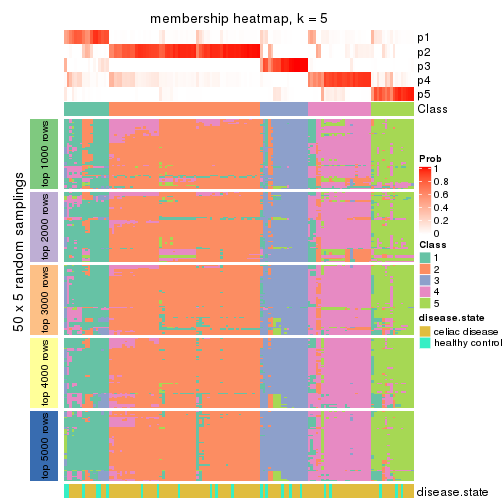 membership heatmap, k = 5
p1
p2
p3
p4
p5
Class
50 x 5 random samplings
top 1000 rows
top 2000 rows
top 3000 rows
top 4000 rows
top 5000 rows
disease.state
Prob
1
0.8
0.6
0.4
0.2
0
Class
1
2
3
4
5
disease.state
celiac disease
healthy control